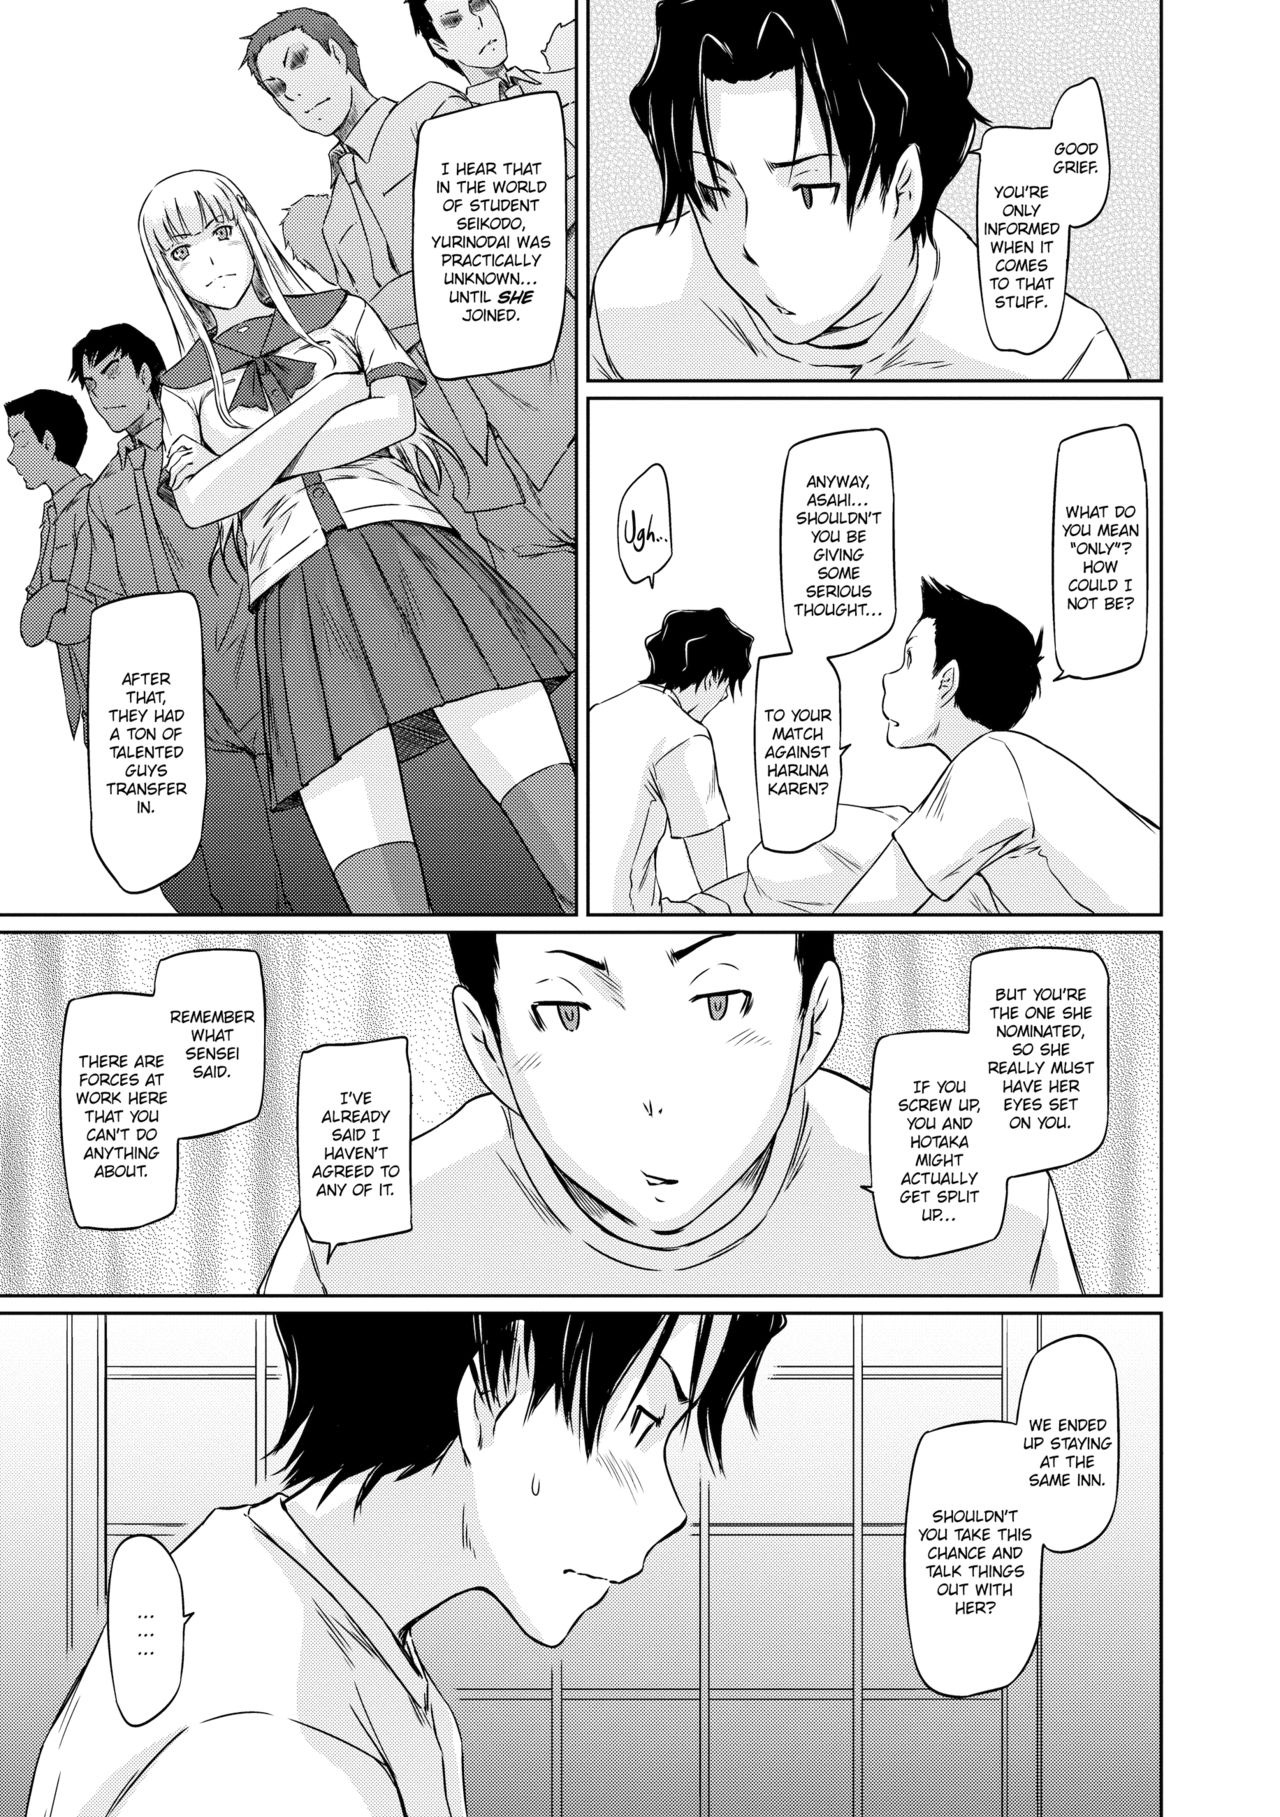 GOOD
GRIEF.
YOU'RE
ONLY
INFORMED
WHEN IT
COMES
TO THAT
STUFF.
I HEAR THAT
IN THE WORLD
OF STUDENT
SEIKODO,
YURINODAI WAS
PRACTICALLY
UNKNOWN...
UNTIL SHE
JOINED.
AFTER
THAT,
THEY HAD
A TON OF
TALENTED
GUYS
TRANSFER
IN.
WHAT DO
YOU MEAN
"ONLY"?
HOW
COULD I
NOT BE?
ANYWAY,
ASAHI...
SHOULDN'T
YOU BE
GIVING
SOME
SERIOUS
THOUGHT...
TO YOUR
MATCH
AGAINST
HARUNA
KAREN?
Ugh...
BUT YOU'RE
THE ONE SHE
NOMINATED,
SO SHE
REALLY MUST
HAVE HER
EYES SET
ON YOU.
IF YOU
SCREW UP,
YOU AND
HOTAKA
MIGHT
ACTUALLY
GET SPLIT
UP...
I'VE
ALREADY
SAID I
HAVEN'T
AGREED TO
ANY OF IT.
REMEMBER
WHAT
SENSEI
SAID.
THERE ARE
FORCES AT
WORK HERE
THAT YOU
CAN'T DO
ANYTHING
ABOUT.
WE ENDED
UP STAYING
AT THE
SAME INN.
SHOULDN'T
YOU TAKE THIS
CHANCE AND
TALK THINGS
OUT WITH
HER?
...
...
...